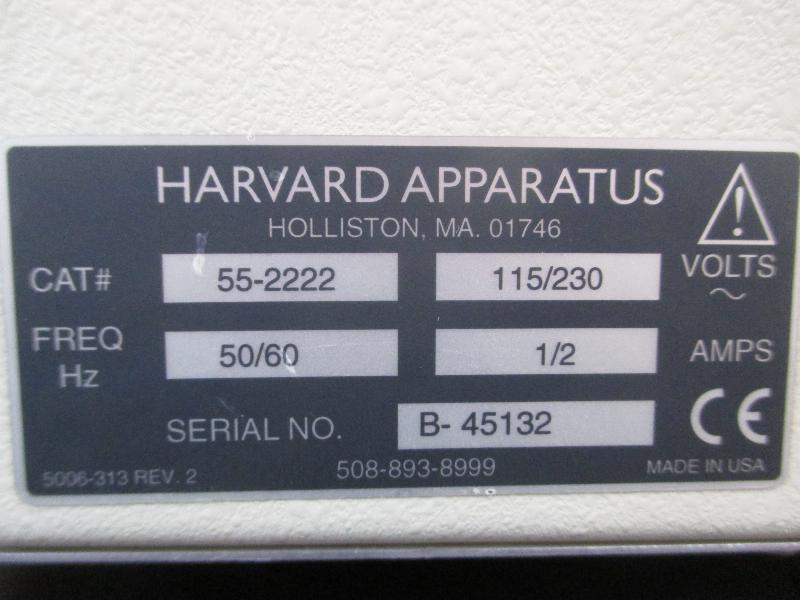 HARVARD APPARATUS
HOLLISTON, MA. 01746
CAT# 55-2222 115/230 VOLTS ~
FREQ Hz 50/60 1/2 AMPS
SERIAL NO. B- 45132 CE
5006-313 REV. 2 508-893-8999 MADE IN USA